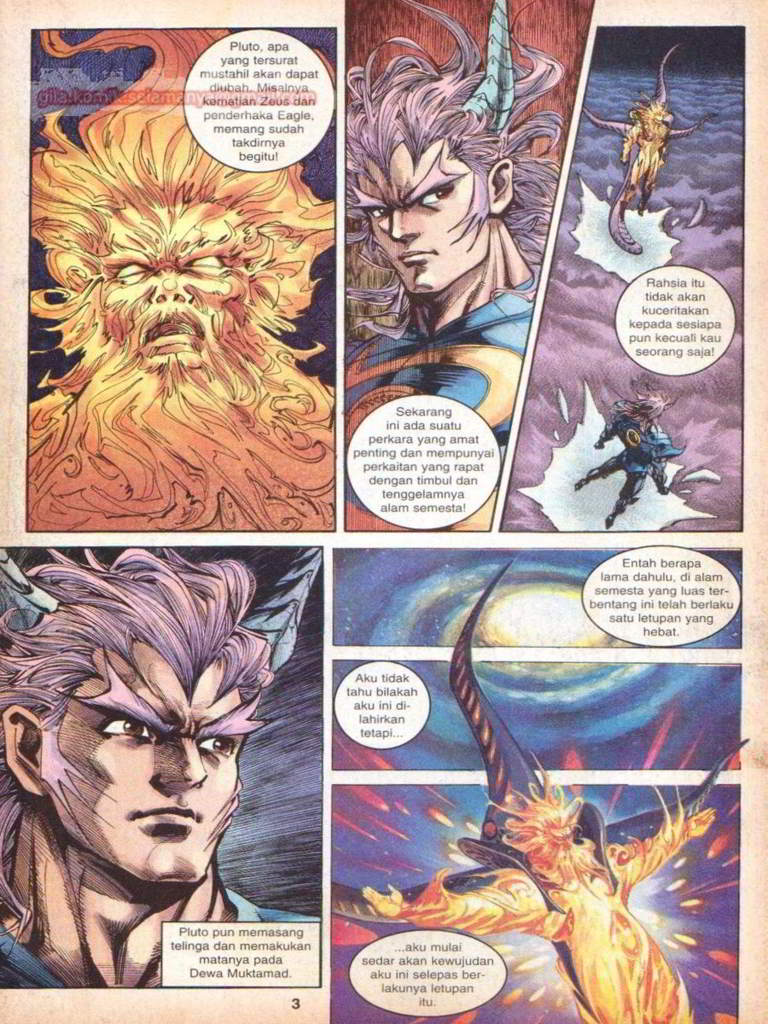 Pluto, apa
yang tersurat
mustahil akan dapat
diubah. Misalnya
kematian Zeus dan
penderhaka Eagle,
memang sudah
takdirnya
begitu!
Sekarang
ini ada suatu
perkara yang amat
penting dan mempunyai
perkaitan yang rapat
dengan timbul dan
tenggelamnya
alam semesta!
Rahsia itu
tidak akan
kuceritakan
kepada sesiapa
pun kecuali kau
seorang saja!
Pluto pun memasang
telinga dan memakukan
matanya pada
Dewa Muktamad.
Entah berapa
lama dahulu, di alam
semesta yang luas ter-
bentang ini telah berlaku
satu letupan yang
hebat.
Aku tidak
tahu bilakah
aku ini di-
lahirkan
tetapi...
...aku mulai
sedar akan kewujudan
aku ini selepas ber-
lakunya letupan
itu.
3